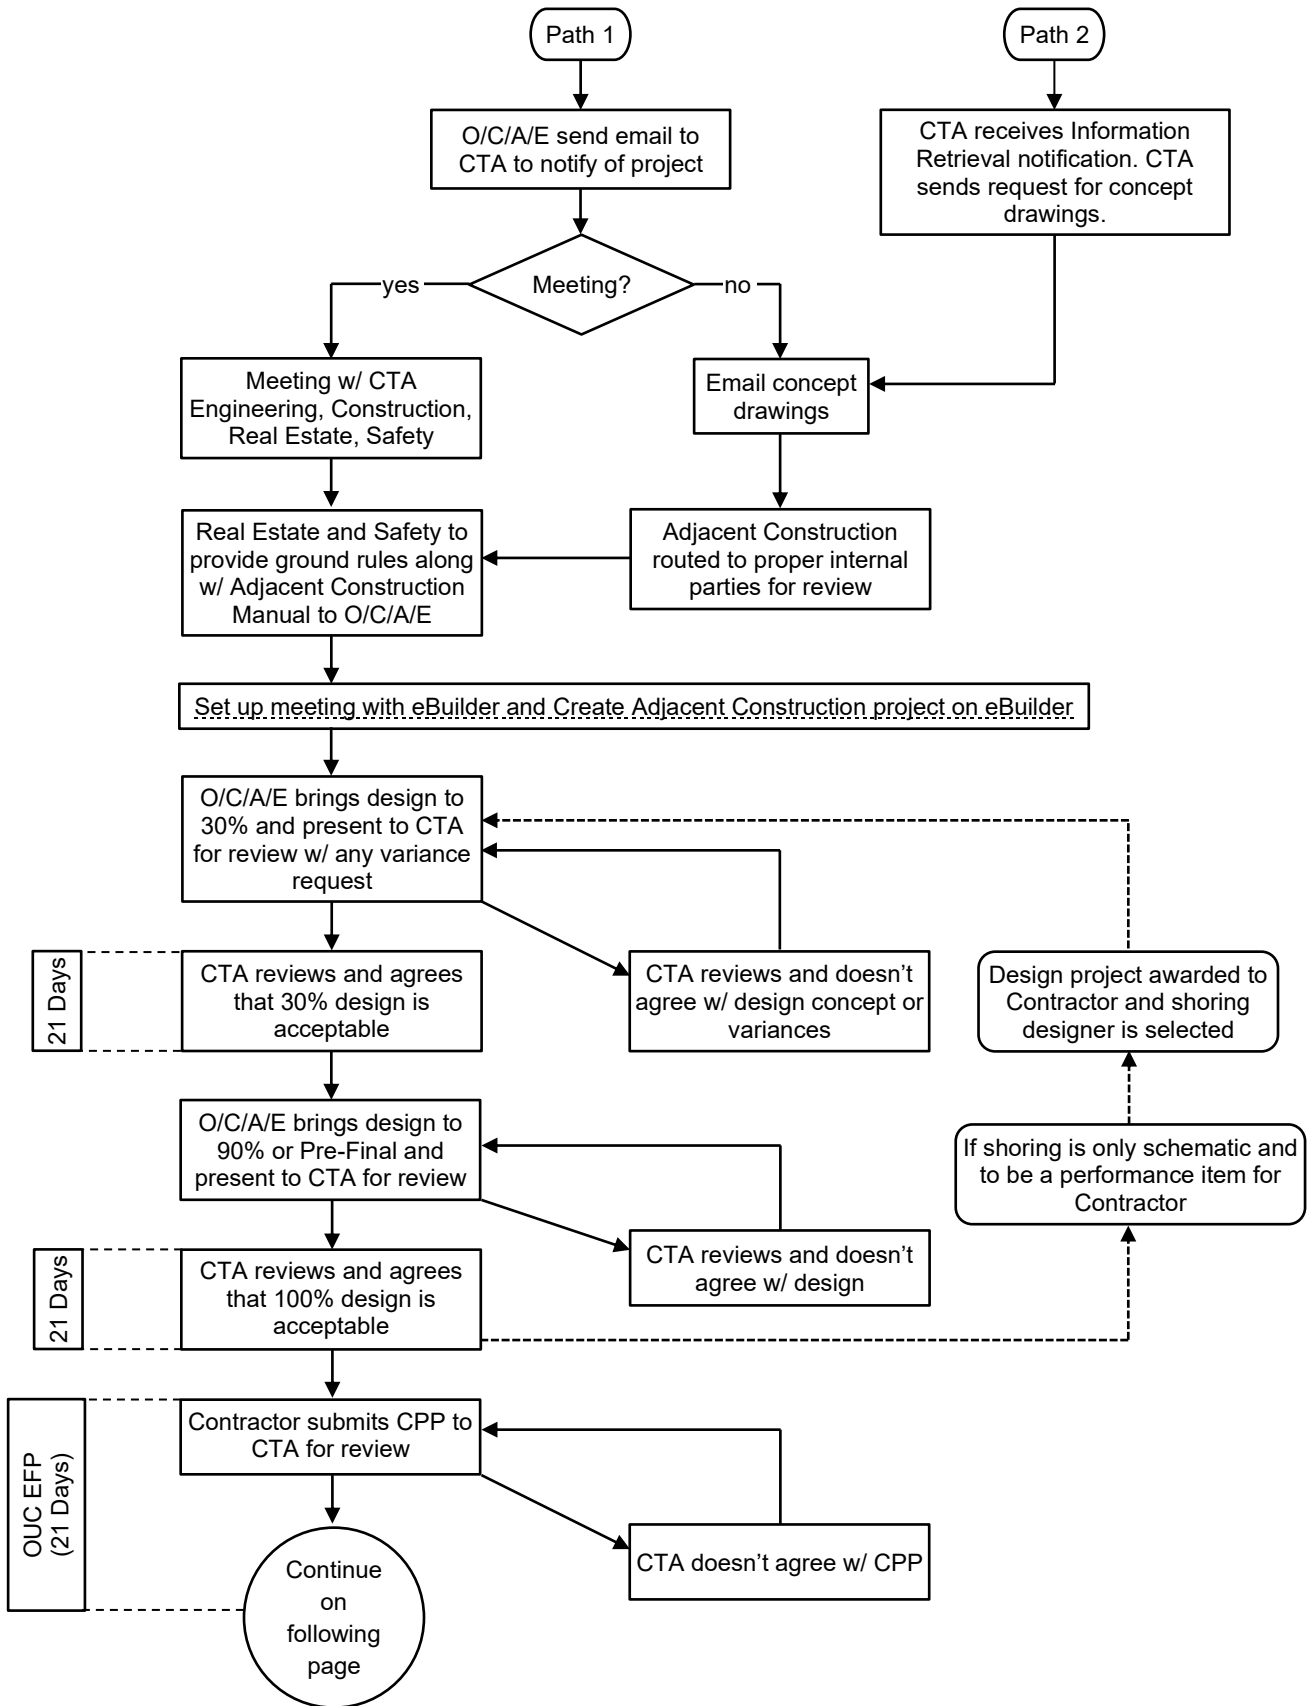 Path 1
Path 2
O/C/A/E send email to
CTA to notify of project
CTA receives Information
Retrieval notification. CTA
sends request for concept
drawings.
Meeting?
yes
no
Meeting w/ CTA
Engineering, Construction,
Real Estate, Safety
Email concept
drawings
Real Estate and Safety to
provide ground rules along
w/ Adjacent Construction
Manual to O/C/A/E
Adjacent Construction
routed to proper internal
parties for review
Set up meeting with eBuilder and Create Adjacent Construction project on eBuilder
O/C/A/E brings design to
30% and present to CTA
for review w/ any variance
request
21 Days
CTA reviews and agrees
that 30% design is
acceptable
CTA reviews and doesn't
agree w/ design concept or
variances
Design project awarded to
Contractor and shoring
designer is selected
O/C/A/E brings design to
90% or Pre-Final and
present to CTA for review
If shoring is only schematic and
to be a performance item for
Contractor
21 Days
CTA reviews and agrees
that 100% design is
acceptable
CTA reviews and doesn't
agree w/ design
OUC EFP
(21 Days)
Contractor submits CPP to
CTA for review
CTA doesn't agree w/ CPP
Continue
on
following
page